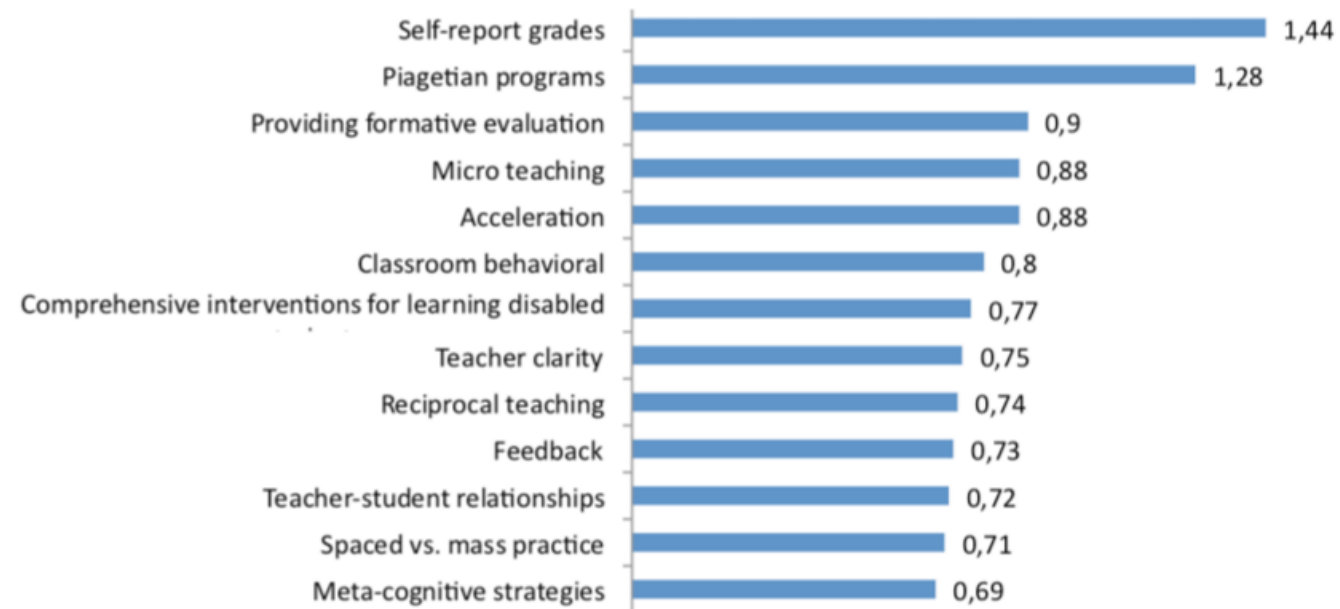 Self-report grades 1,44
Piagetian programs 1,28
Providing formative evaluation 0,9
Micro teaching 0,88
Acceleration 0,88
Classroom behavioral 0,8
Comprehensive interventions for learning disabled 0,77
Teacher clarity 0,75
Reciprocal teaching 0,74
Feedback 0,73
Teacher-student relationships 0,72
Spaced vs. mass practice 0,71
Meta-cognitive strategies 0,69